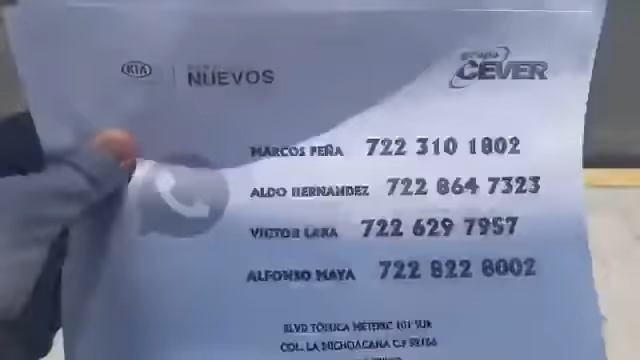 KIA
NUEVOS
grupo CEVER
MARCOS PEÑA 722 310 1802
ALDO HERNANDEZ 722 864 7323
VICTOR LARA 722 629 7957
ALFONSO MAYA 722 822 8002
BLVD TOLUCA METEPEC 101 SUR
COL. LA MICHOACANA C.P